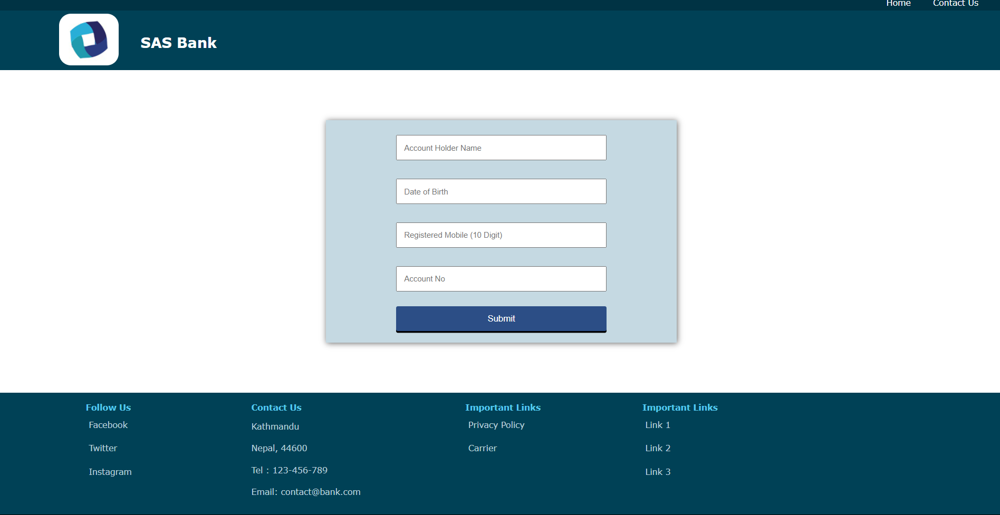 Home Contact Us
SAS Bank
Account Holder Name
Date of Birth
Registered Mobile (10 Digit)
Account No
Submit
Follow Us
Facebook
Twitter
Instagram
Contact Us
Kathmandu
Nepal, 44600
Tel : 123-456-789
Email: contact@bank.com
Important Links
Privacy Policy
Carrier
Important Links
Link 1
Link 2
Link 3